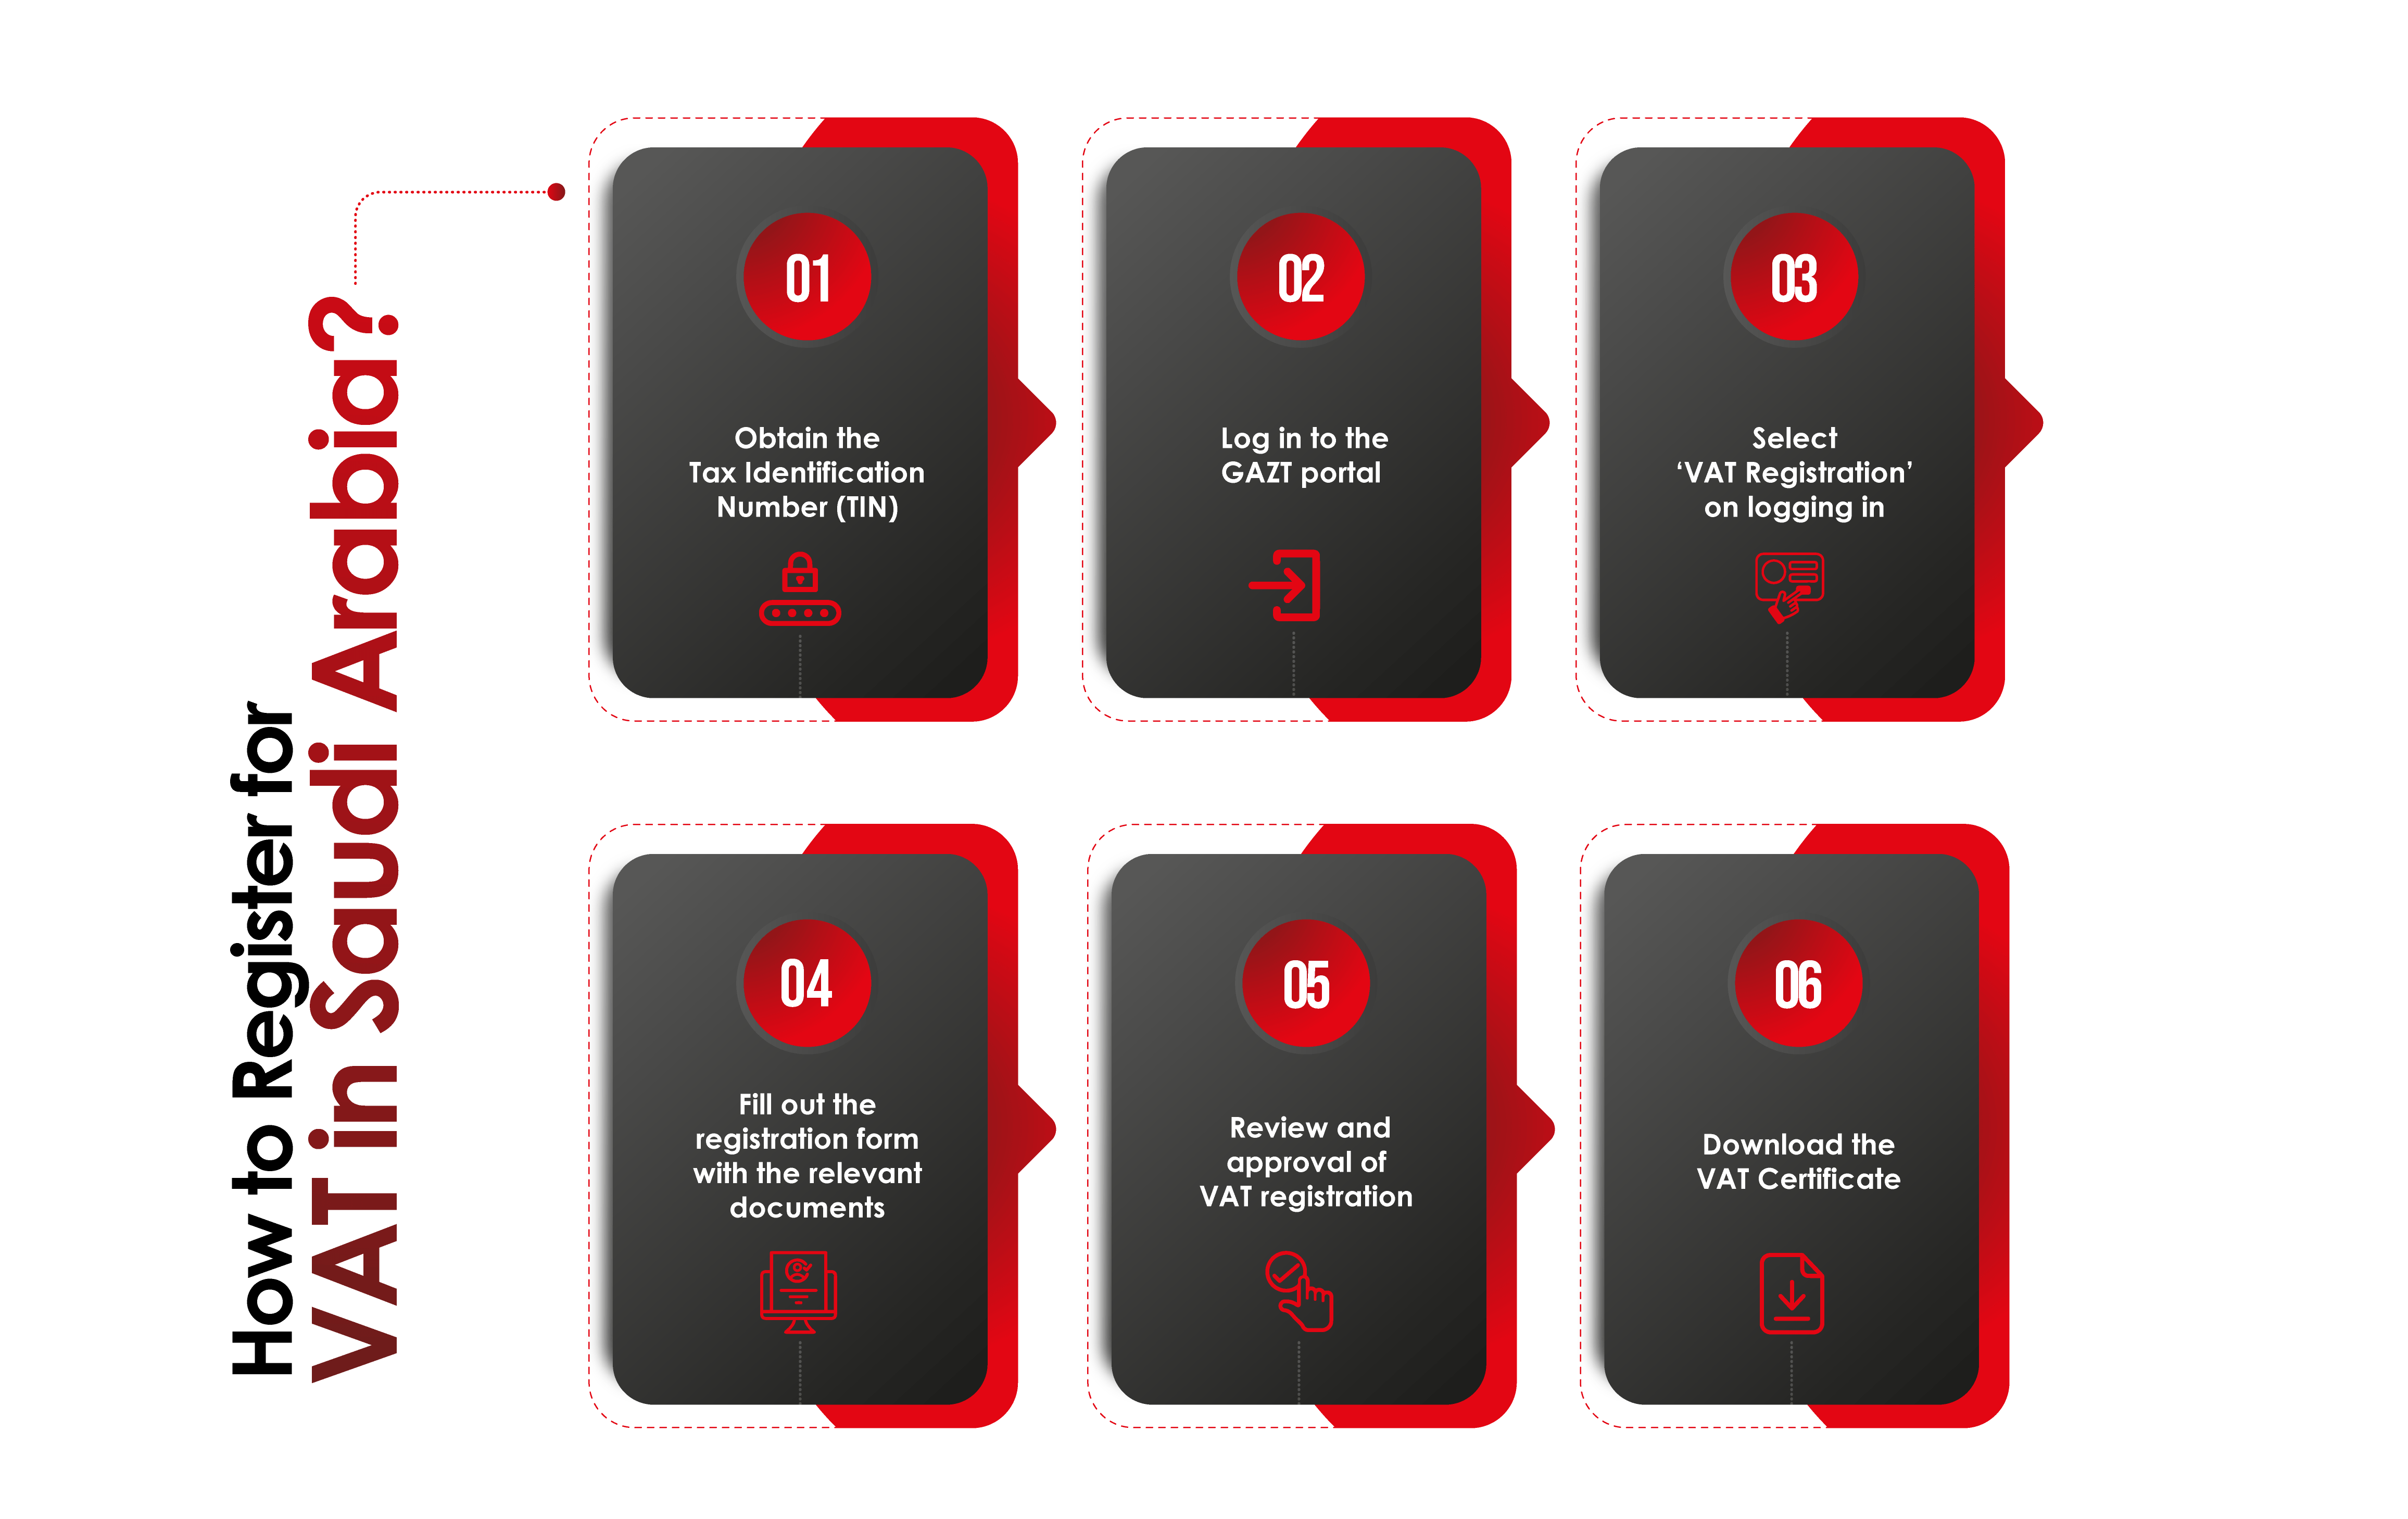 How to Register for
VAT in Saudi Arabia?
01
Obtain the
Tax Identification
Number (TIN)
02
Log in to the
GAZT portal
03
Select
‘VAT Registration’
on logging in
04
Fill out the
registration form
with the relevant
documents
05
Review and
approval of
VAT registration
06
Download the
VAT Certificate